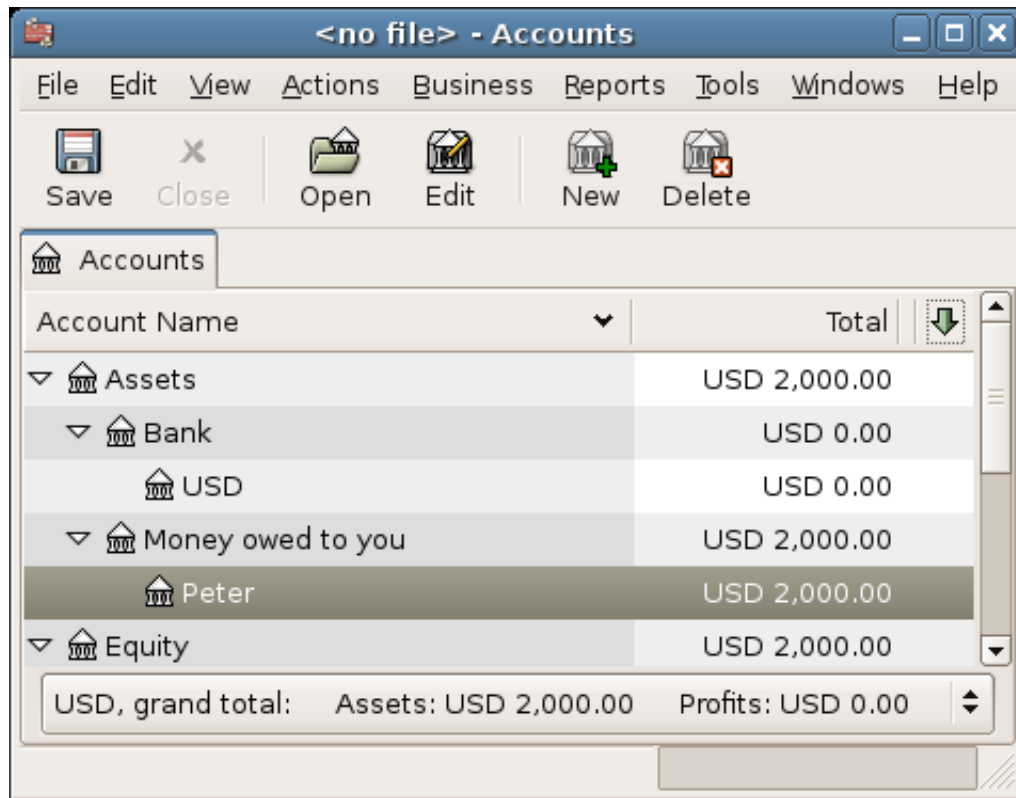 <no file> - Accounts
File Edit View Actions Business Reports Tools Windows Help
Save Close Open Edit New Delete
Accounts
Account Name Total
Assets USD 2,000.00
Bank USD 0.00
USD USD 0.00
Money owed to you USD 2,000.00
Peter USD 2,000.00
Equity USD 2,000.00
USD, grand total: Assets: USD 2,000.00 Profits: USD 0.00